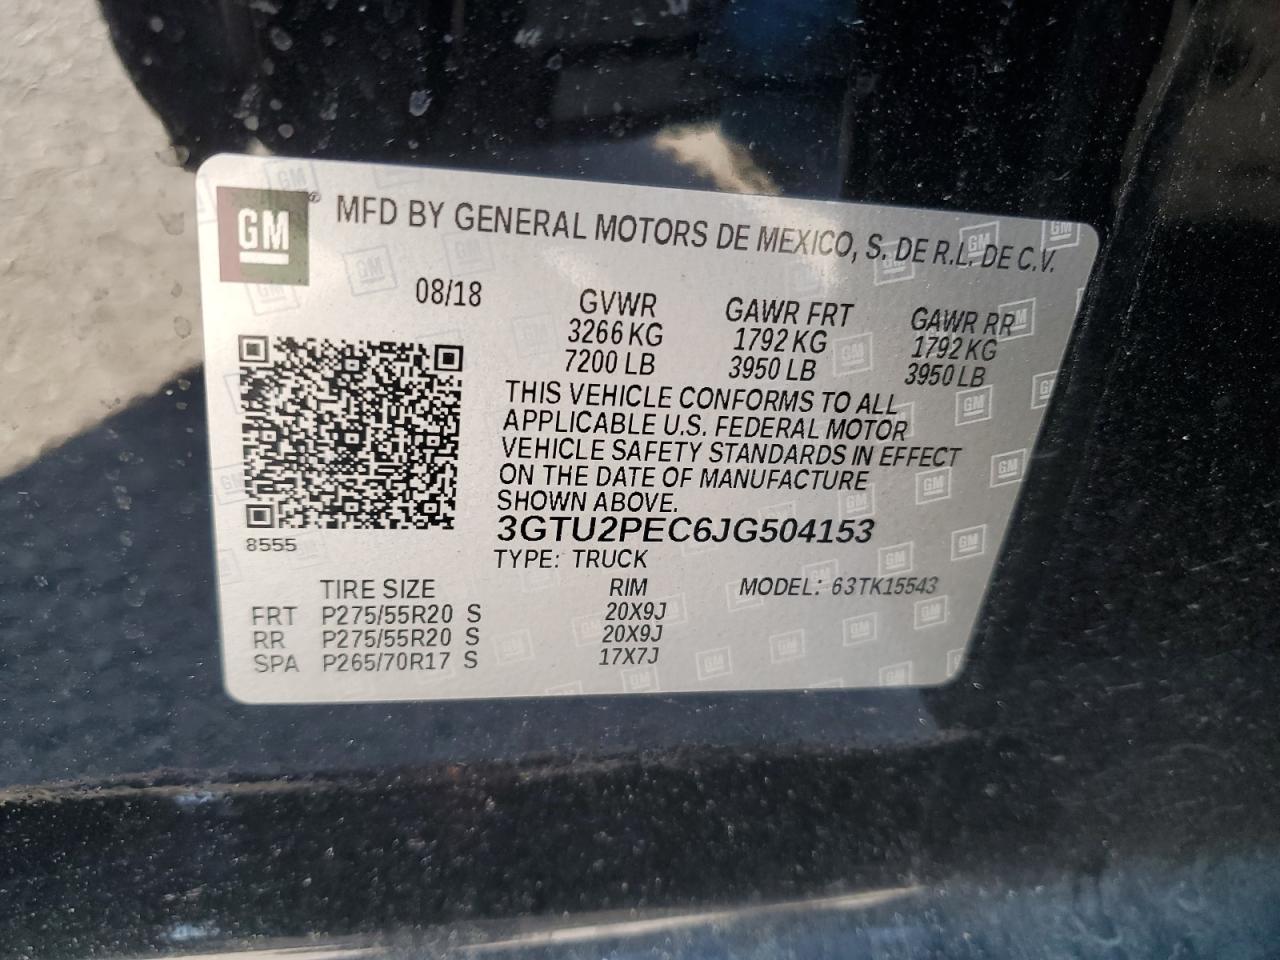 GM® MFD BY GENERAL MOTORS DE MEXICO, S. DE R.L. DE C.V.
08/18
GVWR GAWR FRT GAWR RR
3266 KG 1792 KG 1792 KG
7200 LB 3950 LB 3950 LB
THIS VEHICLE CONFORMS TO ALL
APPLICABLE U.S. FEDERAL MOTOR
VEHICLE SAFETY STANDARDS IN EFFECT
ON THE DATE OF MANUFACTURE
SHOWN ABOVE.
8555
3GTU2PEC6JG504153
TYPE: TRUCK
TIRE SIZE RIM MODEL: 63TK15543
FRT P275/55R20 S 20X9J
RR P275/55R20 S 20X9J
SPA P265/70R17 S 17X7J